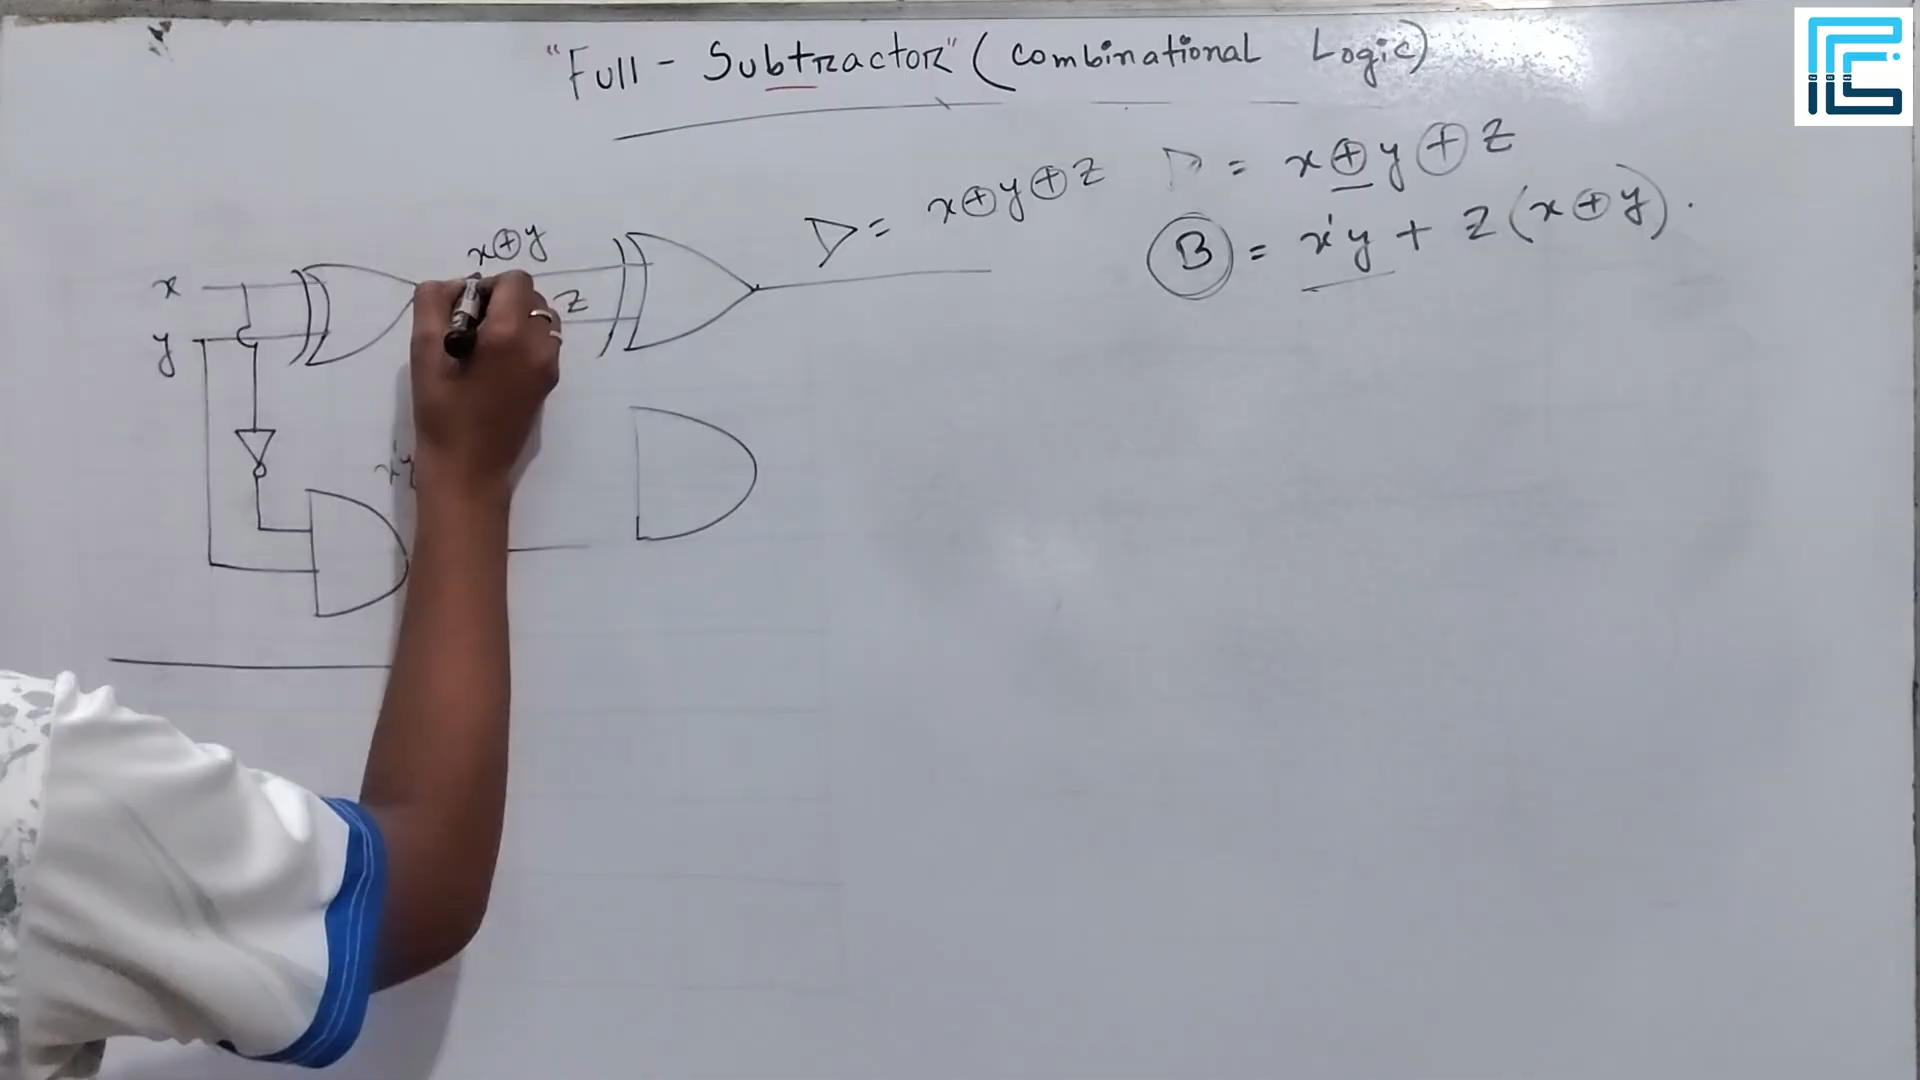 "Full - Subtractor" (Combinational Logic)
D = x⊕y⊕z
D = x⊕y⊕z
B = x'y + z(x⊕y).
x⊕y
x
z
y
x'y